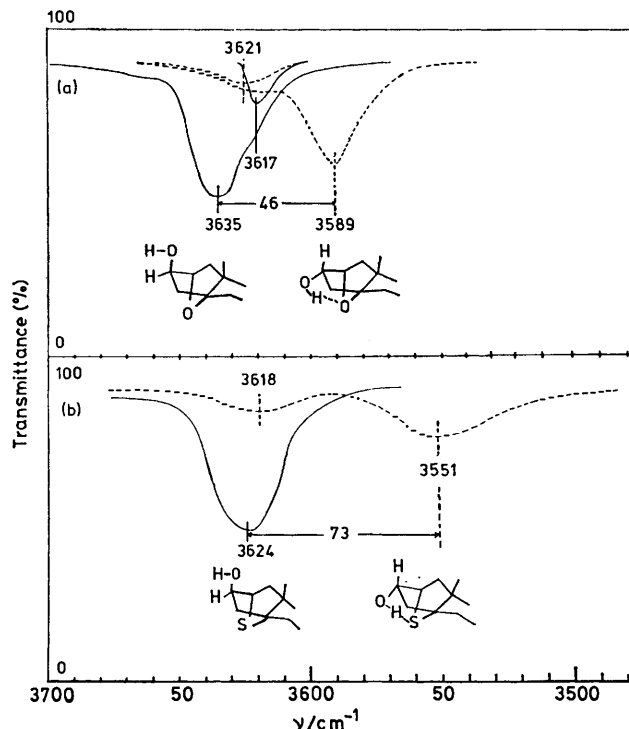 100
(a)
3621
3617
46
3635
3589
H-O
H
O
H
O
H
O
0
100
(b)
3618
3551
73
3624
H-O
H
S
H
O
H
S
0
3700
50
3600
50
3500
ν/cm⁻¹
Transmittance (%)